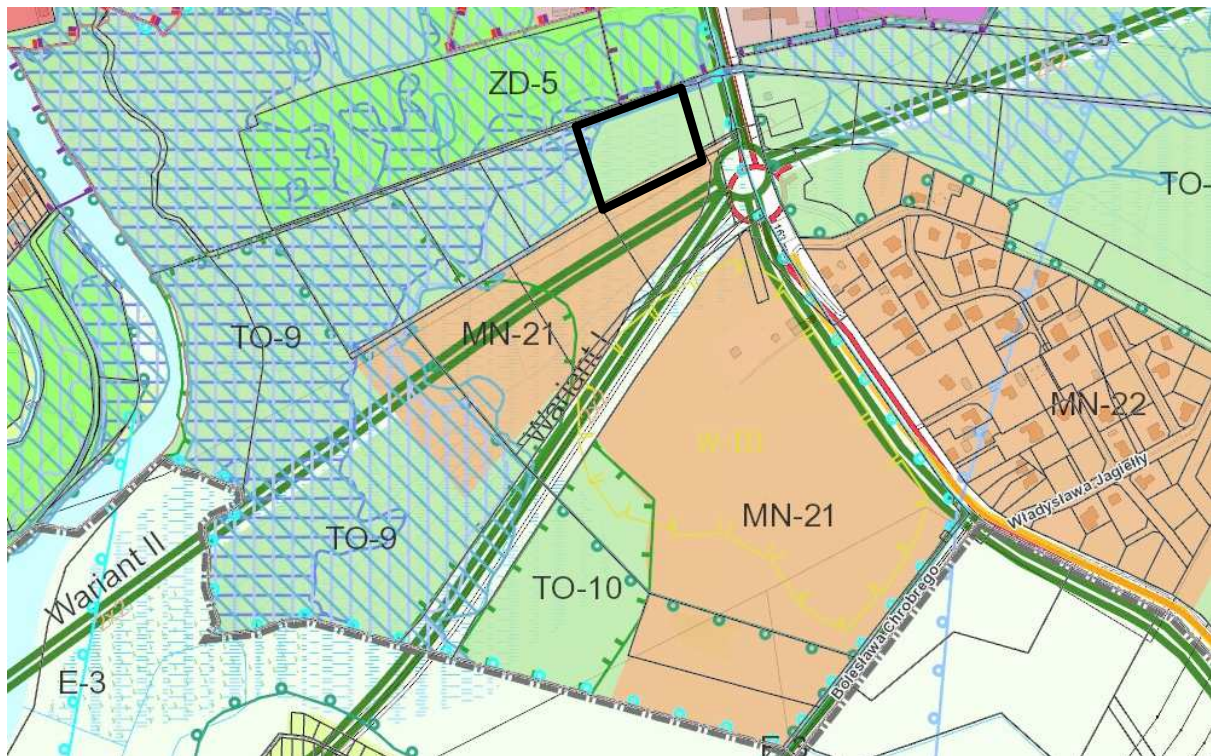 ZD-5
TO-
TO-9
MN-21
Wariant I
MN-22
w-10
Władysława Jagiełły
MN-21
TO-9
TO-10
Wariant II
Bolesława Chrobrego
E-3